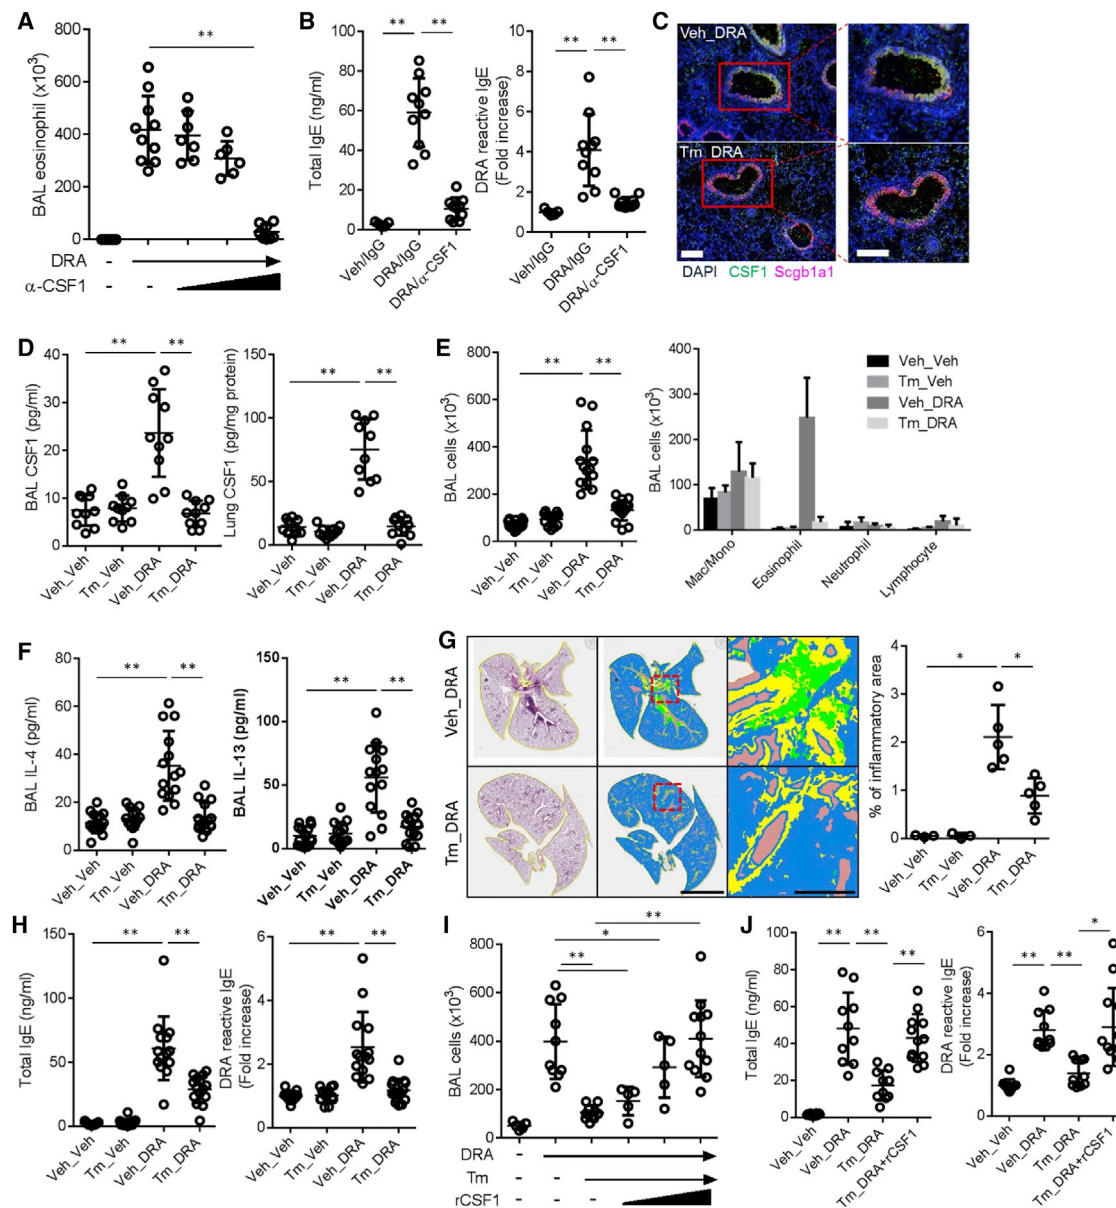 A
BAL eosinophil (x10³)
800
600
400
200
0
**
DRA
-
α-CSF1
- -
B
Total IgE (ng/ml)
100
80
60
40
20
0
** **
Veh/IgG
DRA/IgG
DRA/α-CSF1
DRA reactive IgE
(Fold increase)
10
8
6
4
2
0
** **
Veh/IgG
DRA/IgG
DRA/α-CSF1
C
Veh_DRA
Tm_DRA
DAPI CSF1 Scgb1a1
D
BAL CSF1 (pg/ml)
40
30
20
10
0
** **
Veh_Veh
Tm_Veh
Veh_DRA
Tm_DRA
Lung CSF1 (pg/mg protein)
150
100
50
0
** **
Veh_Veh
Tm_Veh
Veh_DRA
Tm_DRA
E
BAL cells (x10³)
800
600
400
200
0
** **
Veh_Veh
Tm_Veh
Veh_DRA
Tm_DRA
BAL cells (x10³)
400
300
200
100
0
Veh_Veh
Tm_Veh
Veh_DRA
Tm_DRA
Mac/Mono
Eosinophil
Neutrophil
Lymphocyte
F
BAL IL-4 (pg/ml)
80
60
40
20
0
** **
Veh_Veh
Tm_Veh
Veh_DRA
Tm_DRA
BAL IL-13 (pg/ml)
150
100
50
0
** **
Veh_Veh
Tm_Veh
Veh_DRA
Tm_DRA
G
Veh_DRA
Tm_DRA
% of inflammatory area
4
3
2
1
0
* *
Veh_Veh
Tm_Veh
Veh_DRA
Tm_DRA
H
Total IgE (ng/ml)
150
100
50
0
** **
Veh_Veh
Tm_Veh
Veh_DRA
Tm_DRA
DRA reactive IgE
(Fold increase)
6
4
2
0
** **
Veh_Veh
Tm_Veh
Veh_DRA
Tm_DRA
I
BAL cells (x10³)
800
600
400
200
0
**
*
**
DRA
-
Tm
- -
rCSF1
- - -
J
Total IgE (ng/ml)
100
80
60
40
20
0
** ** **
Veh_Veh
Veh_DRA
Tm_DRA
Tm_DRA+rCSF1
DRA reactive IgE
(Fold increase)
6
4
2
0
** ** *
Veh_Veh
Veh_DRA
Tm_DRA
Tm_DRA+rCSF1